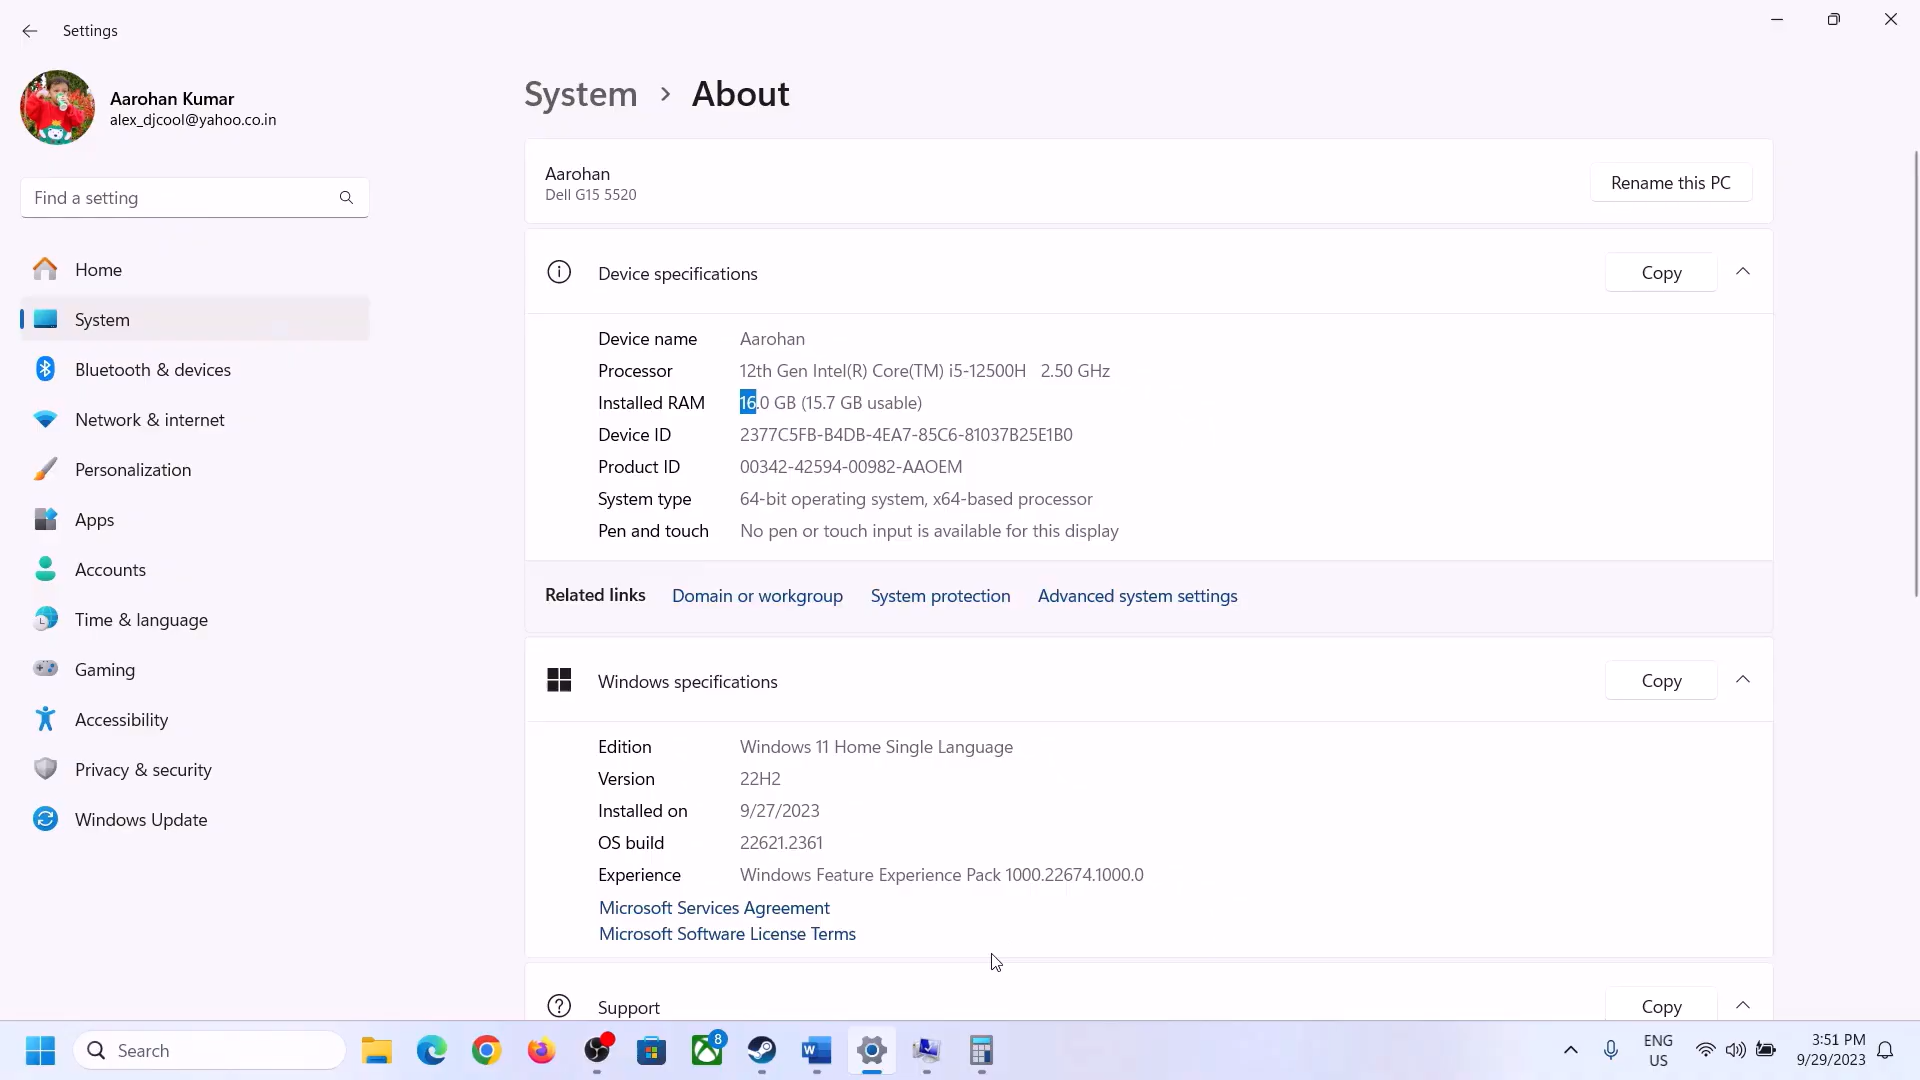 Settings
Aarohan Kumar
alex_djcool@yahoo.co.in
Find a setting
Home
System
Bluetooth & devices
Network & internet
Personalization
Apps
Accounts
Time & language
Gaming
Accessibility
Privacy & security
Windows Update
System > About
Aarohan
Dell G15 5520
Rename this PC
Device specifications
Copy
Device name Aarohan
Processor 12th Gen Intel(R) Core(TM) i5-12500H 2.50 GHz
Installed RAM 16.0 GB (15.7 GB usable)
Device ID 2377C5FB-B4DB-4EA7-85C6-81037B25E1B0
Product ID 00342-42594-00982-AAOEM
System type 64-bit operating system, x64-based processor
Pen and touch No pen or touch input is available for this display
Related links Domain or workgroup System protection Advanced system settings
Windows specifications
Copy
Edition Windows 11 Home Single Language
Version 22H2
Installed on 9/27/2023
OS build 22621.2361
Experience Windows Feature Experience Pack 1000.22674.1000.0
Microsoft Services Agreement
Microsoft Software License Terms
Support
Copy
Search
8
W
ENG
US
3:51 PM
9/29/2023